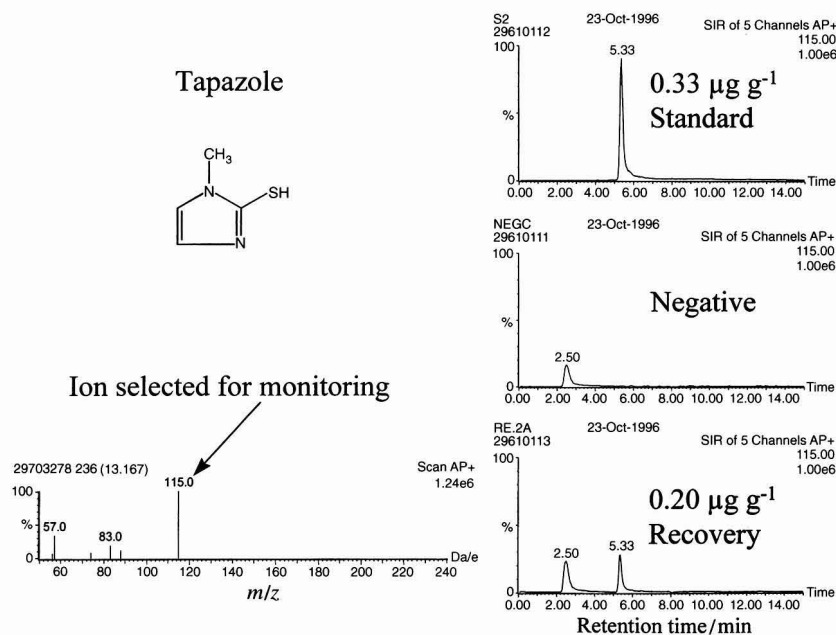 Tapazole
CH₃
N
SH
N
Ion selected for monitoring
29703278 236 (13.167)
Scan AP+
1.24e6
115.0
100
57.0
83.0
%
0
60 80 100 120 140 160 180 200 220 240
Da/e
m/z
S2
23-Oct-1996
SIR of 5 Channels AP+
29610112
115.00
1.00e6
100
5.33
0.33 µg g⁻¹
Standard
%
0
Time
0.00 2.00 4.00 6.00 8.00 10.00 12.00 14.00
NEGC
23-Oct-1996
SIR of 5 Channels AP+
29610111
115.00
1.00e6
100
Negative
%
2.50
0
Time
0.00 2.00 4.00 6.00 8.00 10.00 12.00 14.00
RE.2A
23-Oct-1996
SIR of 5 Channels AP+
29610113
115.00
1.00e6
100
0.20 µg g⁻¹
Recovery
%
2.50
5.33
0
Time
0.00 2.00 4.00 6.00 8.00 10.00 12.00 14.00
Retention time/min